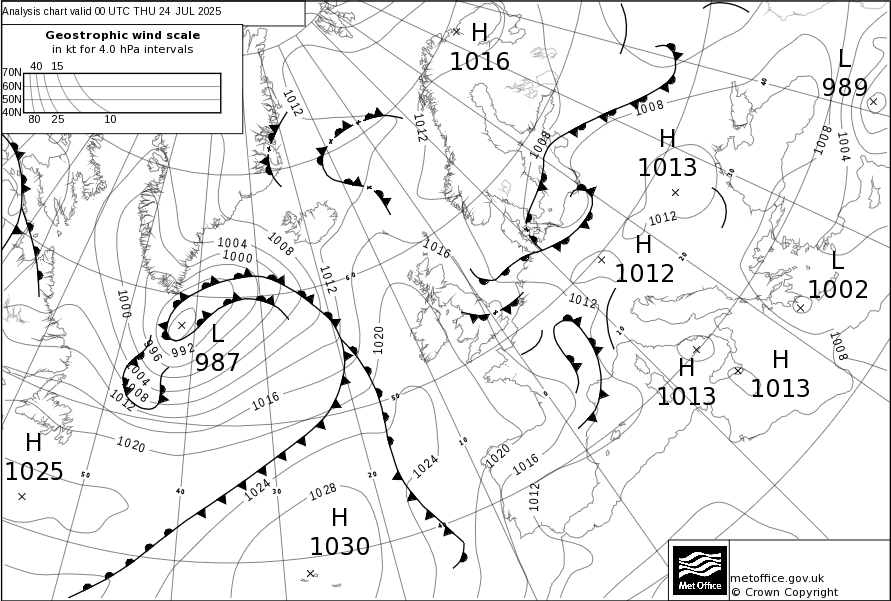 Analysis chart valid 00 UTC THU 24 JUL 2025
Geostrophic wind scale
in kt for 4.0 hPa intervals
40 15
70N
60N
50N
40N
80 25 10
H
1016
L
989
H
1013
H
1012
L
1002
L
987
H
1013
H
1013
H
1025
H
1030
1012
1012
1008
1008
1008
1004
1012
1016
1004
1000
1008
1012
1000
996
992
1004
1008
1012
1016
1020
1020
1012
1008
1024
1028
1024
1020
1016
1012
40
30
20
10
0
60
50
50
40
30
20
10
40
Met Office
metoffice.gov.uk
© Crown Copyright